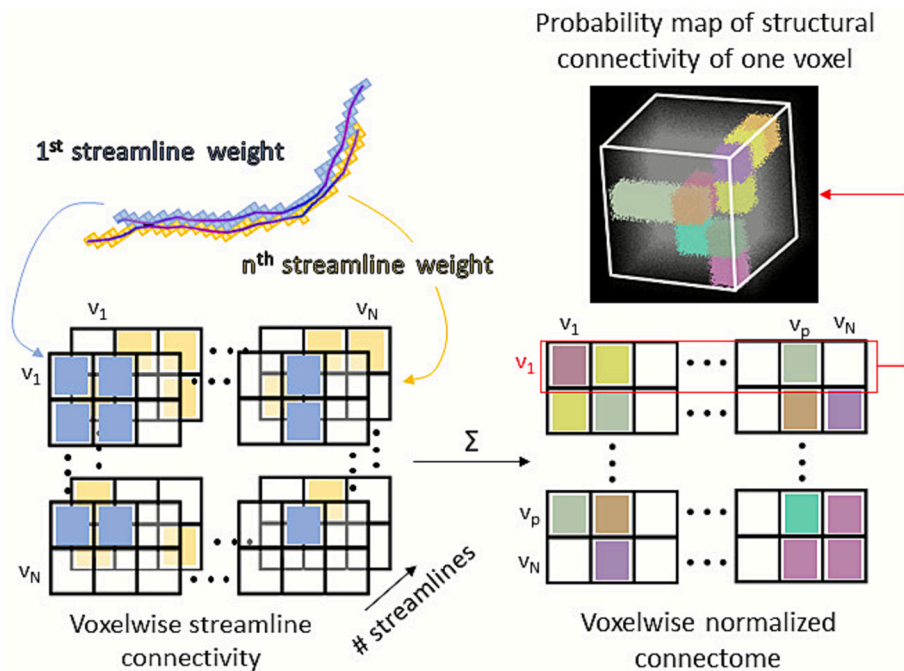 Probability map of structural
connectivity of one voxel
1st streamline weight
nth streamline weight
v1
vN
v1
vN
Voxelwise streamline
connectivity
# streamlines
Σ
v1
vp
vN
v1
vp
vN
Voxelwise normalized
connectome